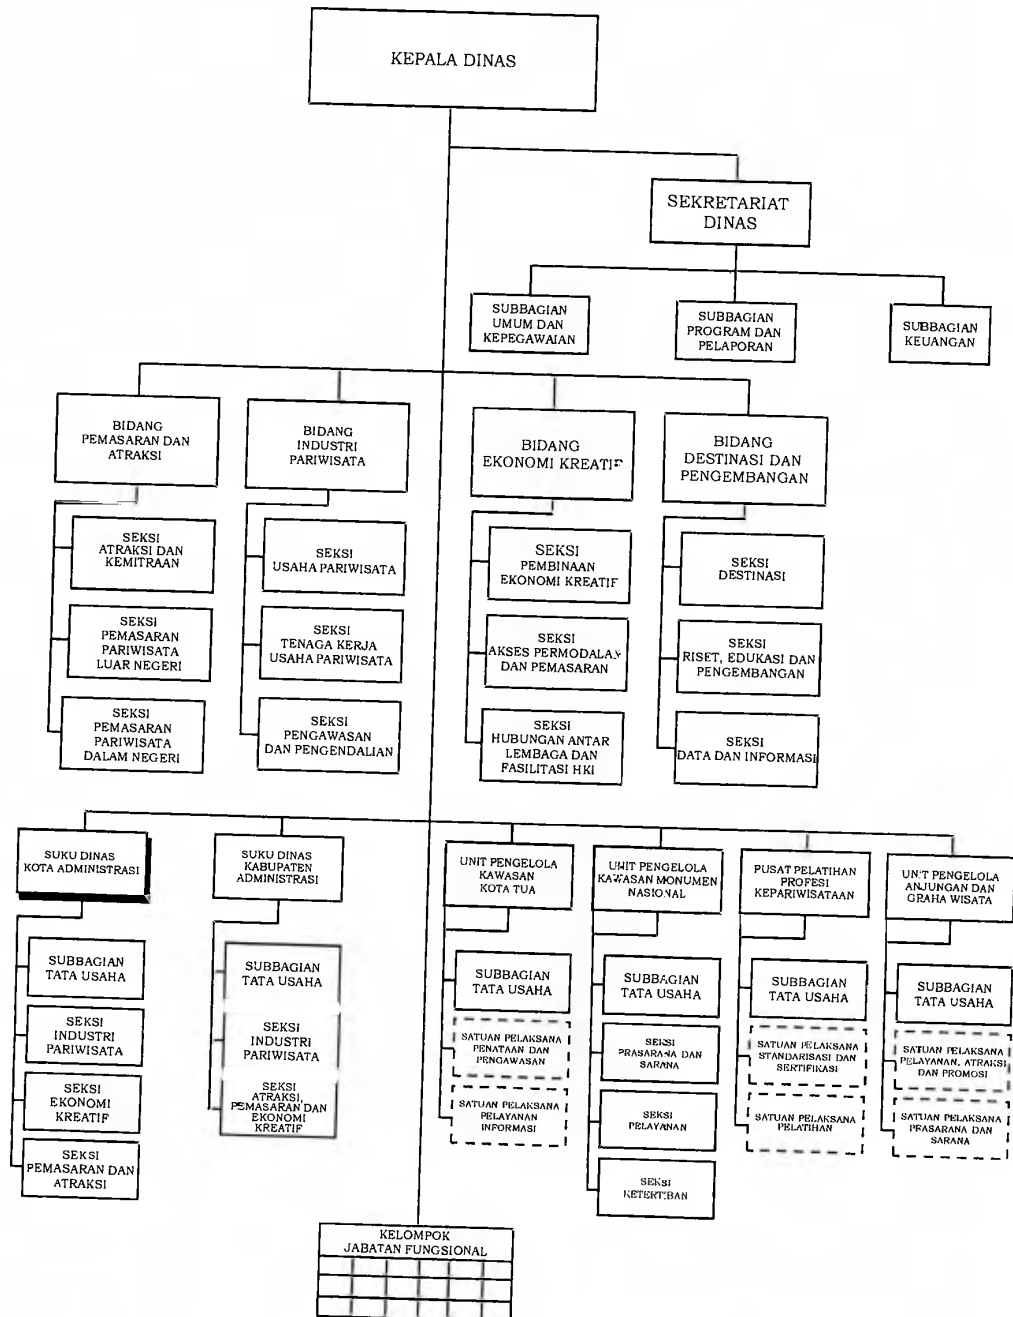 KEPALA DINAS
SEKRETARIAT
DINAS
SUBBAGIAN
UMUM DAN
KEPEGAWAIAN
SUBBAGIAN
PROGRAM DAN
PELAPORAN
SUBBAGIAN
KEUANGAN
BIDANG
PEMASARAN DAN
ATRAKSI
BIDANG
INDUSTRI
PARIWISATA
BIDANG
EKONOMI KREATIF
BIDANG
DESTINASI DAN
PENGEMBANGAN
SEKSI
ATRAKSI DAN
KEMITRAAN
SEKSI
PEMASARAN
PARIWISATA
LUAR NEGERI
SEKSI
PEMASARAN
PARIWISATA
DALAM NEGERI
SEKSI
USAHA PARIWISATA
SEKSI
TENAGA KERJA
USAHA PARIWISATA
SEKSI
PENGAWASAN
DAN PENGENDALIAN
SEKSI
PEMBINAAN
EKONOMI KREATIF
SEKSI
AKSES PERMODALAN
DAN PEMASARAN
SEKSI
HUBUNGAN ANTAR
LEMBAGA DAN
FASILITASI HKI
SEKSI
DESTINASI
SEKSI
RISET, EDUKASI DAN
PENGEMBANGAN
SEKSI
DATA DAN INFORMASI
SUKU DINAS
KOTA ADMINISTRASI
SUKU DINAS
KABUPATEN
ADMINISTRASI
UNIT PENGELOLA
KAWASAN
KOTA TUA
UNIT PENGELOLA
KAWASAN MONUMEN
NASIONAL
PUSAT PELATIHAN
PROFESI
KEPARIWISATAAN
UNIT PENGELOLA
ANJUNGAN DAN
GRAHA WISATA
SUBBAGIAN
TATA USAHA
SEKSI
INDUSTRI
PARIWISATA
SEKSI
EKONOMI
KREATIF
SEKSI
PEMASARAN DAN
ATRAKSI
SUBBAGIAN
TATA USAHA
SEKSI
INDUSTRI
PARIWISATA
SEKSI
ATRAKSI,
PEMASARAN DAN
EKONOMI
KREATIF
SUBBAGIAN
TATA USAHA
SATUAN PELAKSANA
PENATAAN DAN
PENGAWASAN
SATUAN PELAKSANA
PELAYANAN
INFORMASI
SUBBAGIAN
TATA USAHA
SEKSI
PRASARANA DAN
SARANA
SEKSI
PELAYANAN
SEKSI
KETERTIBAN
SUBBAGIAN
TATA USAHA
SATUAN PELAKSANA
STANDARISASI DAN
SERTIFIKASI
SATUAN PELAKSANA
PELATIHAN
SUBBAGIAN
TATA USAHA
SATUAN PELAKSANA
PELAYANAN, ATRAKSI
DAN PROMOSI
SATUAN PELAKSANA
PRASARANA DAN
SARANA
KELOMPOK
JABATAN FUNGSIONAL